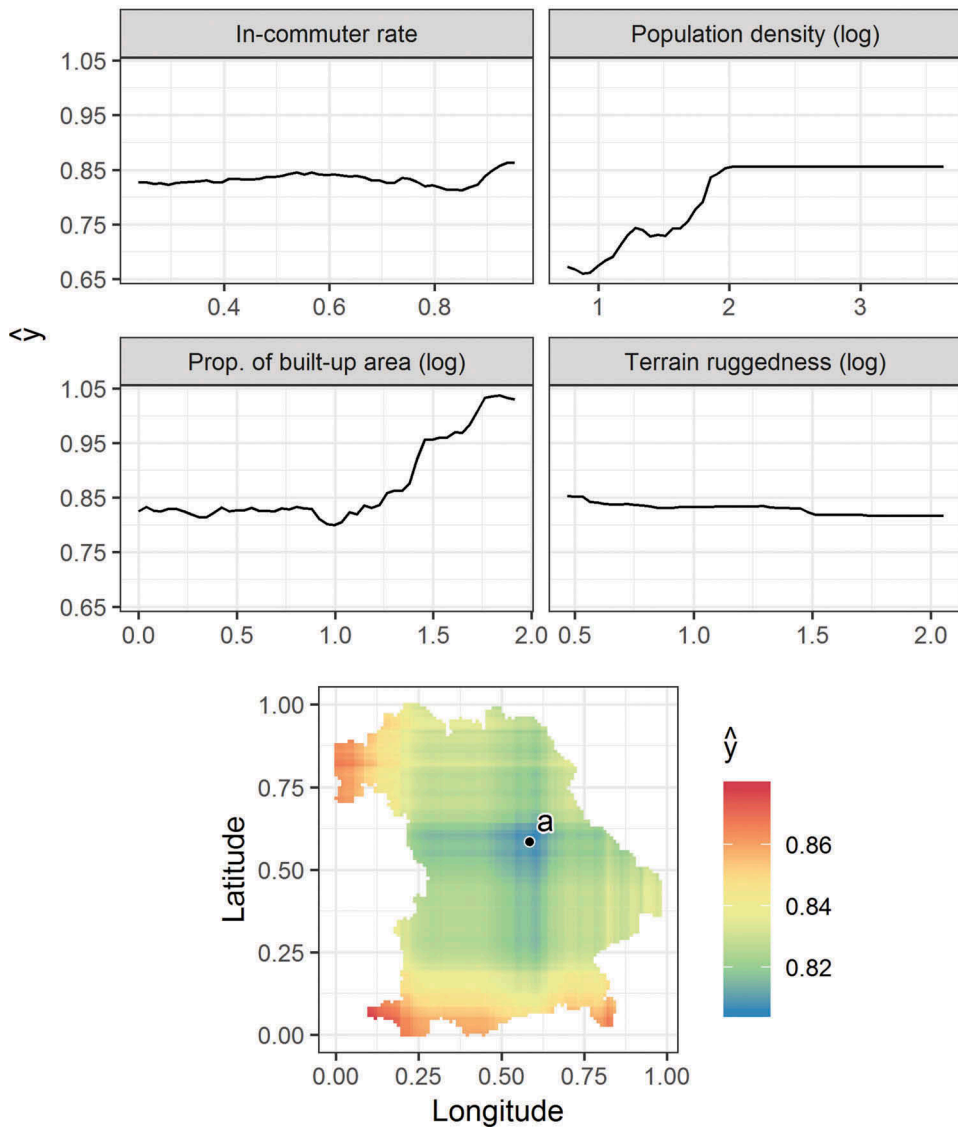 In-commuter rate
Population density (log)
1.05
0.95
0.85
0.75
0.65
0.4 0.6 0.8
1 2 3
ŷ
Prop. of built-up area (log)
Terrain ruggedness (log)
1.05
0.95
0.85
0.75
0.65
0.0 0.5 1.0 1.5 2.0
0.5 1.0 1.5 2.0
1.00
0.75
0.50
0.25
0.00
Latitude
a
0.00 0.25 0.50 0.75 1.00
Longitude
ŷ
0.86
0.84
0.82